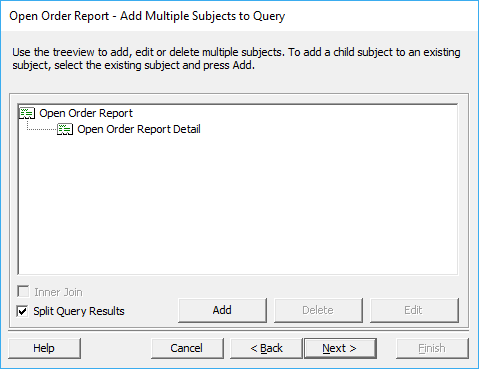 Open Order Report - Add Multiple Subjects to Query
Use the treeview to add, edit or delete multiple subjects. To add a child subject to an existing
subject, select the existing subject and press Add.
Open Order Report
Open Order Report Detail
Inner Join
Split Query Results
Add
Delete
Edit
Help
Cancel
< Back
Next >
Finish